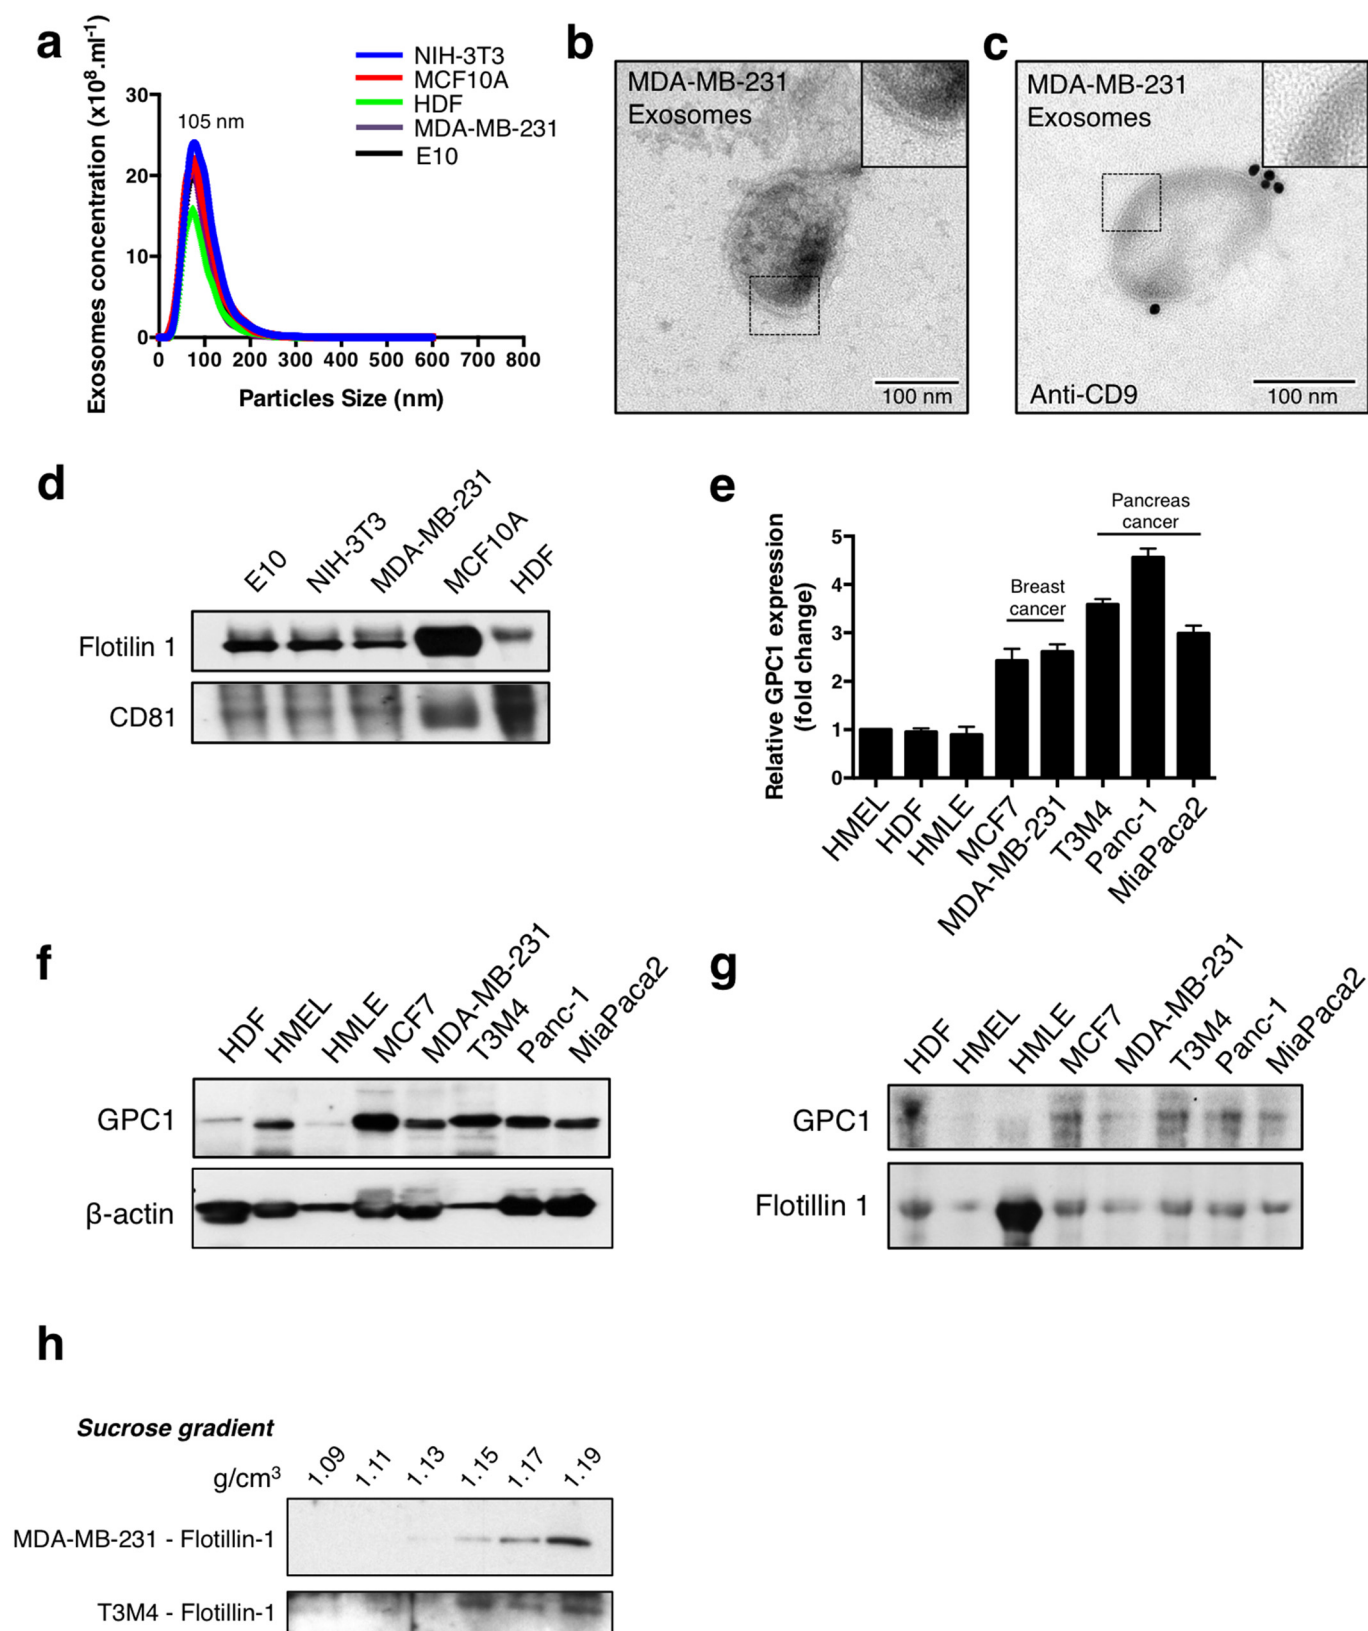 a
Exosomes concentration (x10⁸.ml⁻¹)
30
20
10
0
105 nm
NIH-3T3
MCF10A
HDF
MDA-MB-231
E10
0 100 200 300 400 500 600 700 800
Particles Size (nm)
b
MDA-MB-231
Exosomes
100 nm
c
MDA-MB-231
Exosomes
Anti-CD9
100 nm
d
E10 NIH-3T3 MDA-MB-231 MCF10A HDF
Flotilin 1
CD81
e
Relative GPC1 expression
(fold change)
5
4
3
2
1
0
Breast
cancer
Pancreas
cancer
HMEL HDF HMLE MCF7 MDA-MB-231 T3M4 Panc-1 MiaPaca2
f
HDF HMEL HMLE MCF7 MDA-MB-231 T3M4 Panc-1 MiaPaca2
GPC1
β-actin
g
HDF HMEL HMLE MCF7 MDA-MB-231 T3M4 Panc-1 MiaPaca2
GPC1
Flotillin 1
h
Sucrose gradient
g/cm³ 1.09 1.11 1.13 1.15 1.17 1.19
MDA-MB-231 - Flotillin-1
T3M4 - Flotillin-1